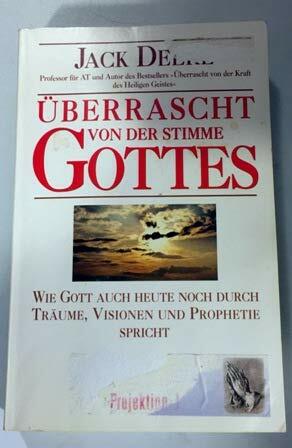 JACK
Professor für AT und Autor des Bestsellers »Überrascht von der Kraft
des Heiligen Geistes«
ÜBERRASCHT
VON DER STIMME
GOTTES
WIE GOTT AUCH HEUTE NOCH DURCH
TRÄUME, VISIONEN UND PROPHETIE
SPRICHT
Projektion